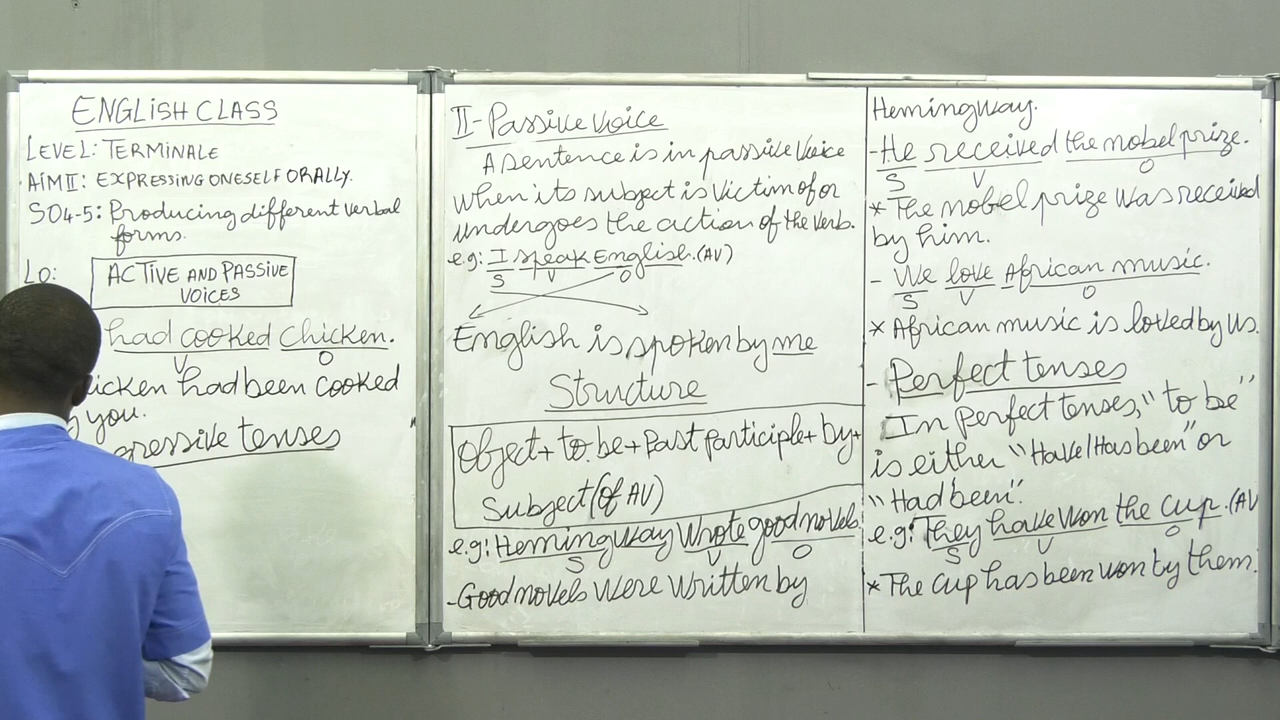 ENGLISH CLASS
LEVEL: TERMINALE
AIM II: EXPRESSING ONESELF ORALLY.
SO4-5: Producing different verbal
forms.
LO: ACTIVE AND PASSIVE
VOICES
had cooked chicken.
V O
icken had been cooked
you.
gressive tenses
II- Passive voice
A sentence is in passive voice
when its subject is victim of or
undergoes the action of the verb.
e.g: I speak English. (AV)
S V O
English is spoken by me
Structure
Object + to be + Past participle + by +
Subject (of AV)
e.g: Hemingway wrote good novels
S V O
- Good novels were written by
Hemingway.
- He received the nobel prize.
S V O
* The nobel prize was received
by him.
- We love African music.
S V O
* African music is loved by us.
- Perfect tenses
In Perfect tenses, "to be"
is either "Have/Has been" or
"Had been".
e.g: They have won the cup. (AV
S V O
* The cup has been won by them.